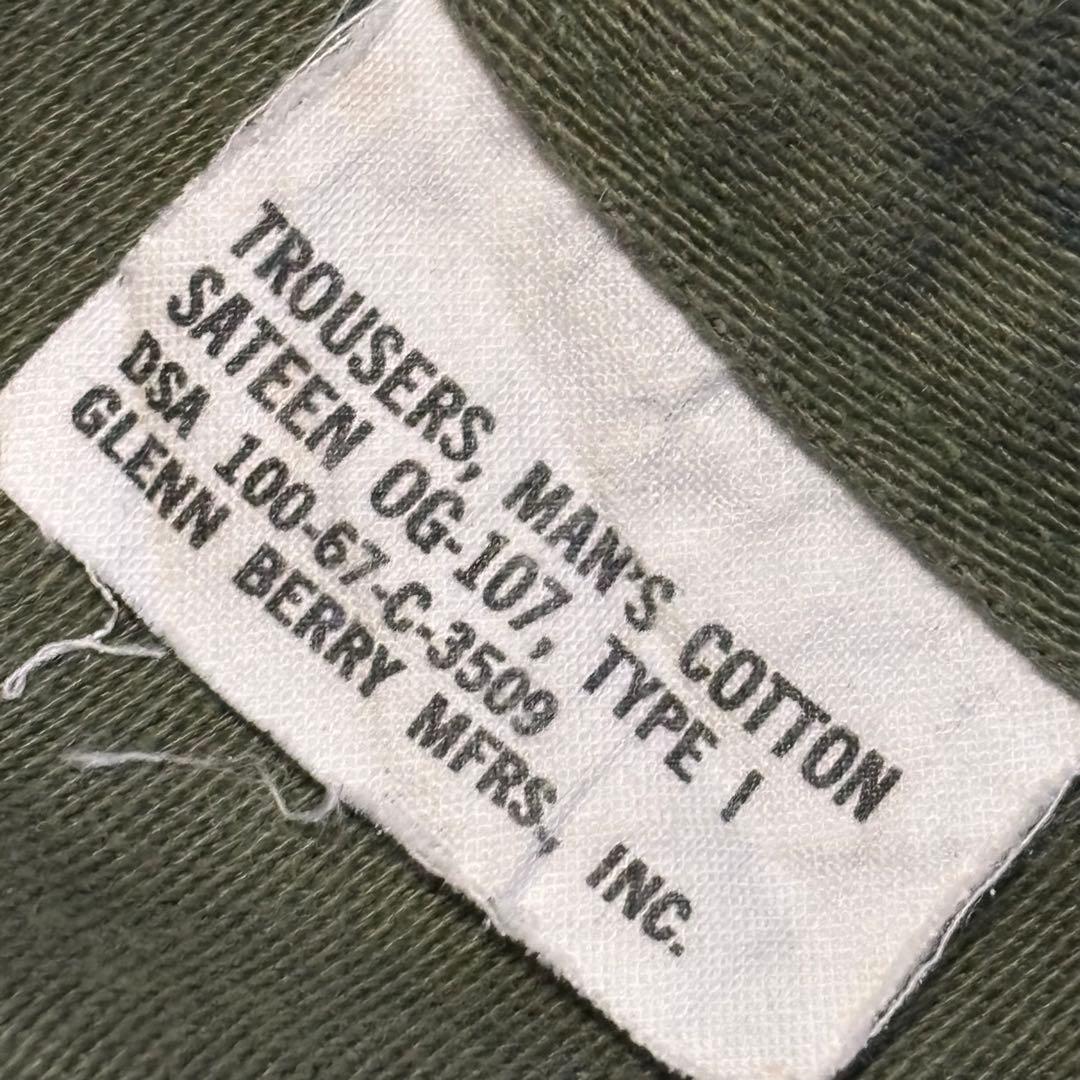 TROUSERS, MAN'S COTTON
SATEEN OG-107, TYPE I
DSA 100-67-C-3509
GLENN BERRY MFRS., INC.